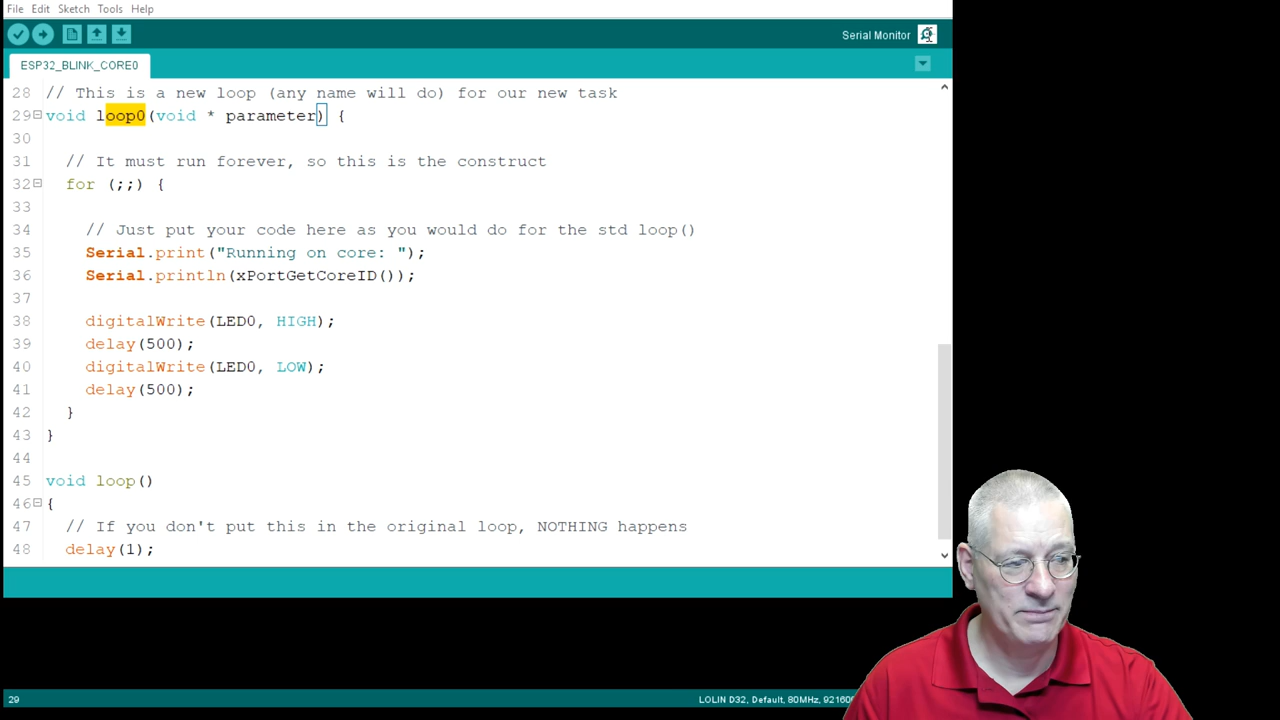 File Edit Sketch Tools Help
Serial Monitor
ESP32_BLINK_CORE0
28 // This is a new loop (any name will do) for our new task
29 void loop0(void * parameter) {
30
31 // It must run forever, so this is the construct
32 for (;;) {
33
34 // Just put your code here as you would do for the std loop()
35 Serial.print("Running on core: ");
36 Serial.println(xPortGetCoreID());
37
38 digitalWrite(LED0, HIGH);
39 delay(500);
40 digitalWrite(LED0, LOW);
41 delay(500);
42 }
43 }
44
45 void loop()
46 {
47 // If you don't put this in the original loop, NOTHING happens
48 delay(1);
29 LOLIN D32, Default, 80MHz,